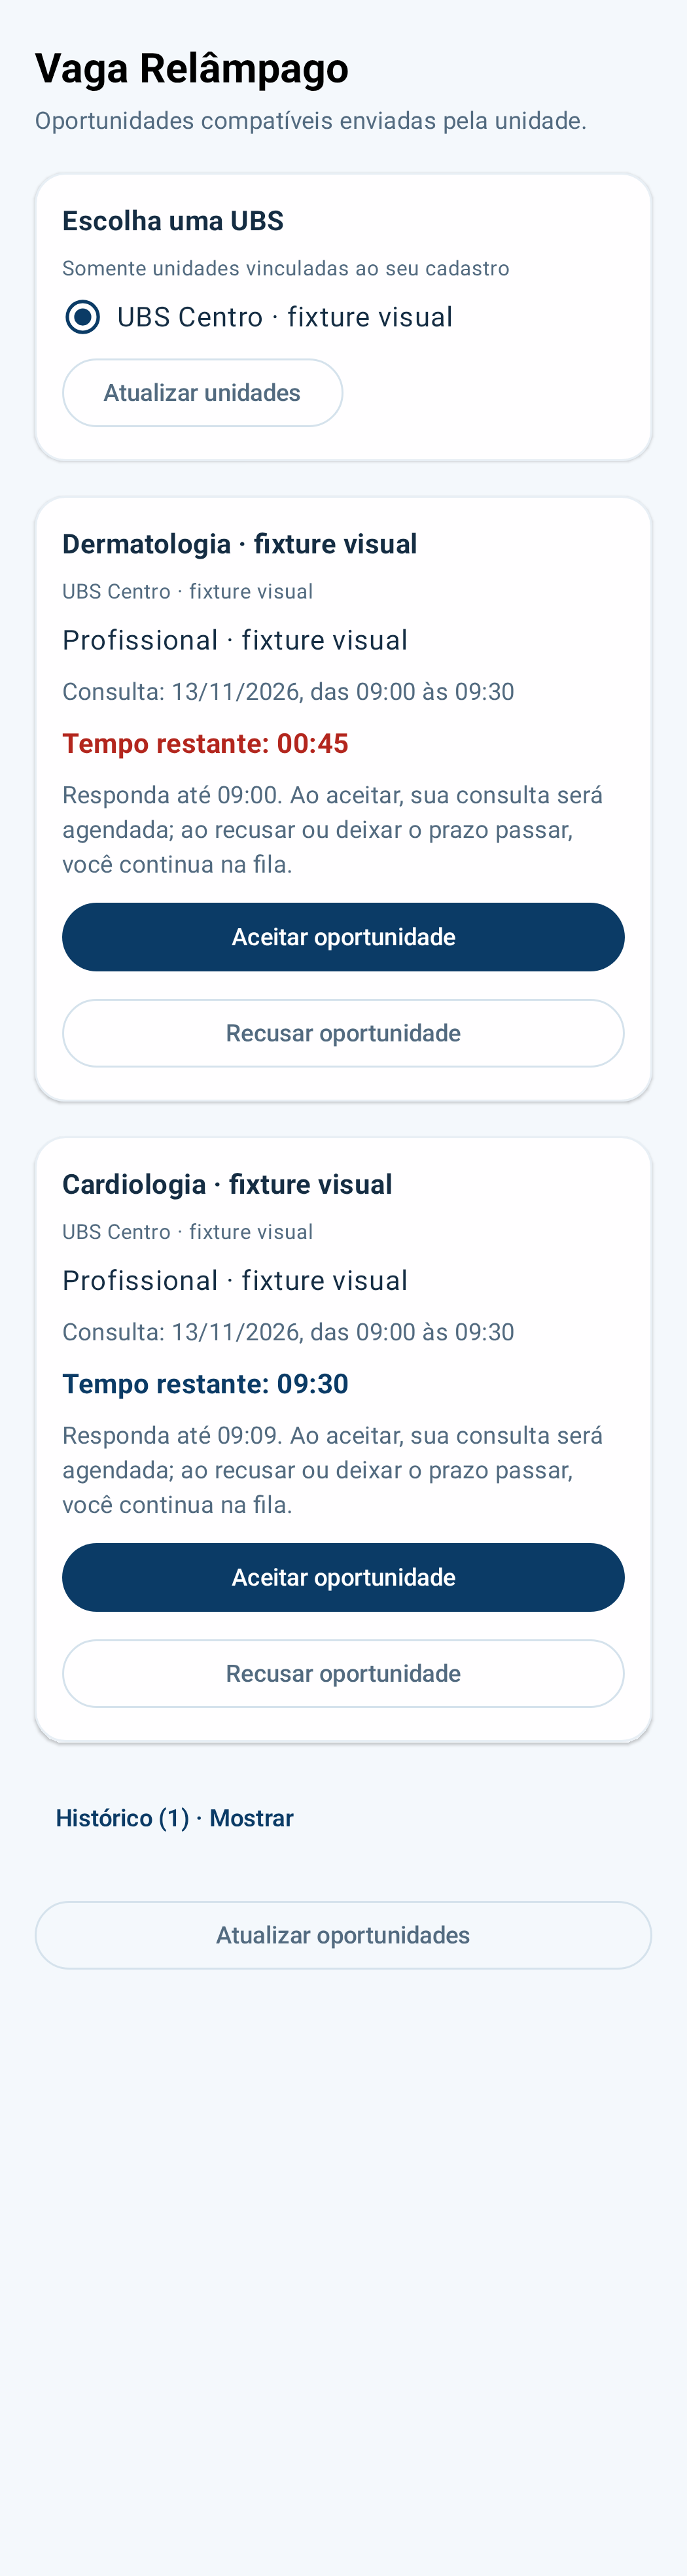 Vaga Relâmpago
Oportunidades compatíveis enviadas pela unidade.
Escolha uma UBS
Somente unidades vinculadas ao seu cadastro
UBS Centro · fixture visual
Atualizar unidades
Dermatologia · fixture visual
UBS Centro · fixture visual
Profissional · fixture visual
Consulta: 13/11/2026, das 09:00 às 09:30
Tempo restante: 00:45
Responda até 09:00. Ao aceitar, sua consulta será
agendada; ao recusar ou deixar o prazo passar,
você continua na fila.
Aceitar oportunidade
Recusar oportunidade
Cardiologia · fixture visual
UBS Centro · fixture visual
Profissional · fixture visual
Consulta: 13/11/2026, das 09:00 às 09:30
Tempo restante: 09:30
Responda até 09:09. Ao aceitar, sua consulta será
agendada; ao recusar ou deixar o prazo passar,
você continua na fila.
Aceitar oportunidade
Recusar oportunidade
Histórico (1) · Mostrar
Atualizar oportunidades